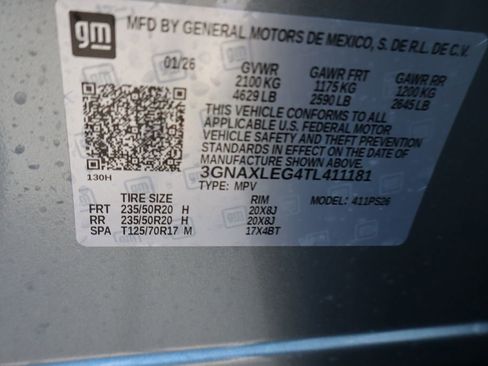 gm
MFD BY GENERAL MOTORS DE MEXICO, S. DE R.L. DE C.V.
01/26 GVWR GAWR FRT GAWR RR
2100 KG 1175 KG 1200 KG
4629 LB 2590 LB 2645 LB
THIS VEHICLE CONFORMS TO ALL
APPLICABLE U.S. FEDERAL MOTOR
VEHICLE SAFETY AND THEFT PREVENTION
STANDARDS IN EFFECT ON THE DATE OF
MANUFACTURE SHOWN ABOVE.
130H 3GNAXLEG4TL411181
TYPE: MPV
TIRE SIZE RIM MODEL: 411PS26
FRT 235/50R20 H 20X8J
RR 235/50R20 H 20X8J
SPA T125/70R17 M 17X4BT